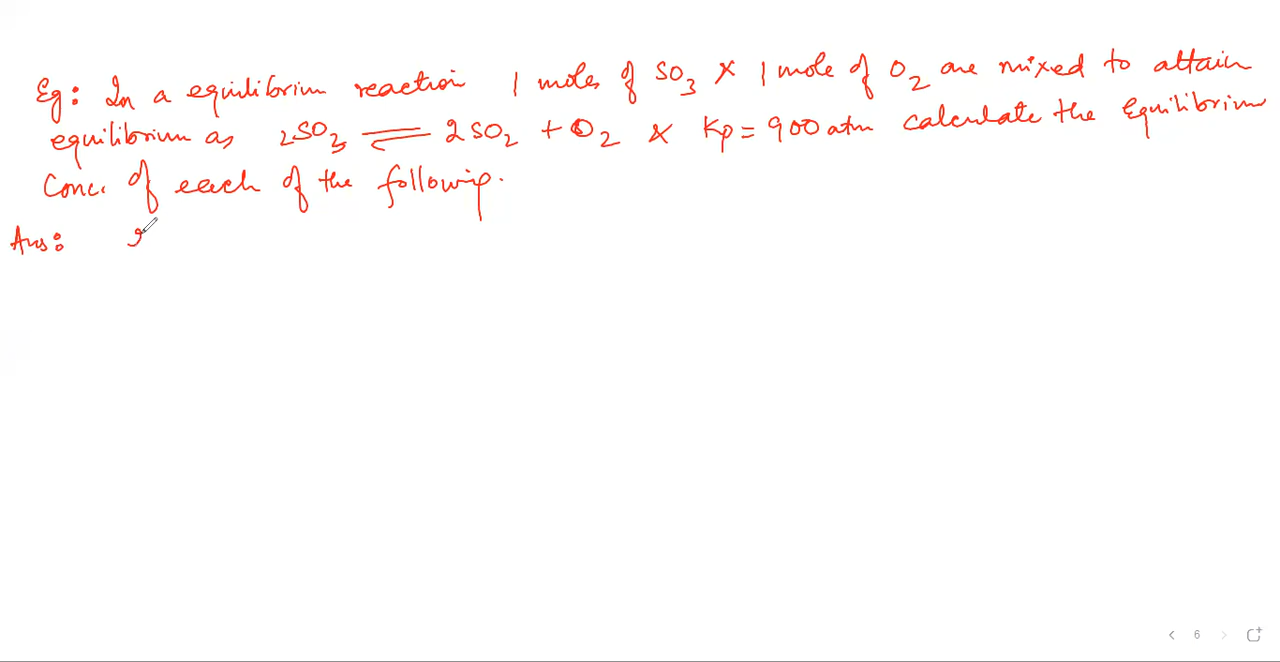 Eg: In a equilibrium reaction 1 moles of SO3 & 1 mole of O2 are mixed to attain
equilibrium as 2SO3 ⇌ 2SO2 + O2 & Kp = 900 atm calculate the Equilibrium
Conc. of each of the following.
Ans:
6